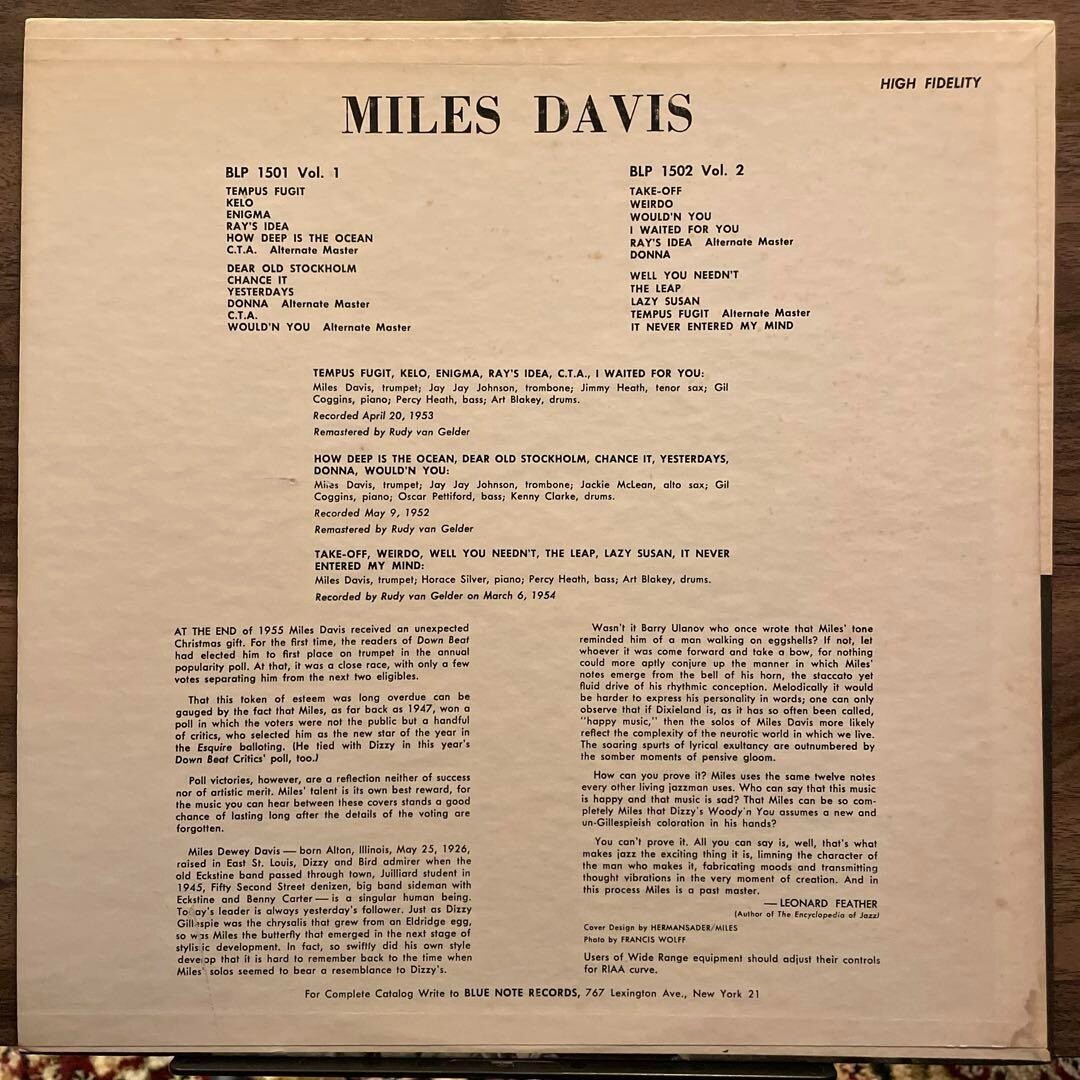 HIGH FIDELITY
MILES DAVIS
BLP 1501 Vol. 1
TEMPUS FUGIT
KELO
ENIGMA
RAY'S IDEA
HOW DEEP IS THE OCEAN
C.T.A. Alternate Master
DEAR OLD STOCKHOLM
CHANCE IT
YESTERDAYS
DONNA Alternate Master
C.T.A.
WOULD'N YOU Alternate Master
BLP 1502 Vol. 2
TAKE-OFF
WEIRDO
WOULD'N YOU
I WAITED FOR YOU
RAY'S IDEA Alternate Master
DONNA
WELL YOU NEEDN'T
THE LEAP
LAZY SUSAN
TEMPUS FUGIT Alternate Master
IT NEVER ENTERED MY MIND
TEMPUS FUGIT, KELO, ENIGMA, RAY'S IDEA, C.T.A., I WAITED FOR YOU:
Miles Davis, trumpet; Jay Jay Johnson, trombone; Jimmy Heath, tenor sax; Gil
Coggins, piano; Percy Heath, bass; Art Blakey, drums.
Recorded April 20, 1953
Remastered by Rudy van Gelder
HOW DEEP IS THE OCEAN, DEAR OLD STOCKHOLM, CHANCE IT, YESTERDAYS,
DONNA, WOULD'N YOU:
Miles Davis, trumpet; Jay Jay Johnson, trombone; Jackie McLean, alto sax; Gil
Coggins, piano; Oscar Pettiford, bass; Kenny Clarke, drums.
Recorded May 9, 1952
Remastered by Rudy van Gelder
TAKE-OFF, WEIRDO, WELL YOU NEEDN'T, THE LEAP, LAZY SUSAN, IT NEVER
ENTERED MY MIND:
Miles Davis, trumpet; Horace Silver, piano; Percy Heath, bass; Art Blakey, drums.
Recorded by Rudy van Gelder on March 6, 1954
AT THE END of 1955 Miles Davis received an unexpected
Christmas gift. For the first time, the readers of Down Beat
had elected him to first place on trumpet in the annual
popularity poll. At that, it was a close race, with only a few
votes separating him from the next two eligibles.
That this token of esteem was long overdue can be
gauged by the fact that Miles, as far back as 1947, won a
poll in which the voters were not the public but a handful
of critics, who selected him as the new star of the year in
the Esquire balloting. (He tied with Dizzy in this year's
Down Beat Critics' poll, too.)
Poll victories, however, are a reflection neither of success
nor of artistic merit. Miles' talent is its own best reward, for
the music you can hear between these covers stands a good
chance of lasting long after the details of the voting are
forgotten.
Miles Dewey Davis — born Alton, Illinois, May 25, 1926,
raised in East St. Louis, Dizzy and Bird admirer when the
old Eckstine band passed through town, Juilliard student in
1945, Fifty Second Street denizen, big band sideman with
Eckstine and Benny Carter — is a singular human being.
Today's leader is always yesterday's follower. Just as Dizzy
Gillespie was the chrysalis that grew from an Eldridge egg,
so was Miles the butterfly that emerged in the next stage of
stylistic development. In fact, so swiftly did his own style
develop that it is hard to remember back to the time when
Miles' solos seemed to bear a resemblance to Dizzy's.
Wasn't it Barry Ulanov who once wrote that Miles' tone
reminded him of a man walking on eggshells? If not, let
whoever it was come forward and take a bow, for nothing
could more aptly conjure up the manner in which Miles'
notes emerge from the bell of his horn, the staccato yet
fluid drive of his rhythmic conception. Melodically it would
be harder to express his personality in words; one can only
observe that if Dixieland is, as it has so often been called,
"happy music," then the solos of Miles Davis more likely
reflect the complexity of the neurotic world in which we live.
The soaring spurts of lyrical exultancy are outnumbered by
the somber moments of pensive gloom.
How can you prove it? Miles uses the same twelve notes
every other living jazzman uses. Who can say that this music
is happy and that music is sad? That Miles can be so com-
pletely Miles that Dizzy's Woody'n You assumes a new and
un-Gillespieish coloration in his hands?
You can't prove it. All you can say is, well, that's what
makes jazz the exciting thing it is, limning the character of
the man who makes it, fabricating moods and transmitting
thought vibrations in the very moment of creation. And in
this process Miles is a past master.
— LEONARD FEATHER
(Author of The Encyclopedia of Jazz)
Cover Design by HERMANSADER/MILES
Photo by FRANCIS WOLFF
Users of Wide Range equipment should adjust their controls
for RIAA curve.
For Complete Catalog Write to BLUE NOTE RECORDS, 767 Lexington Ave., New York 21